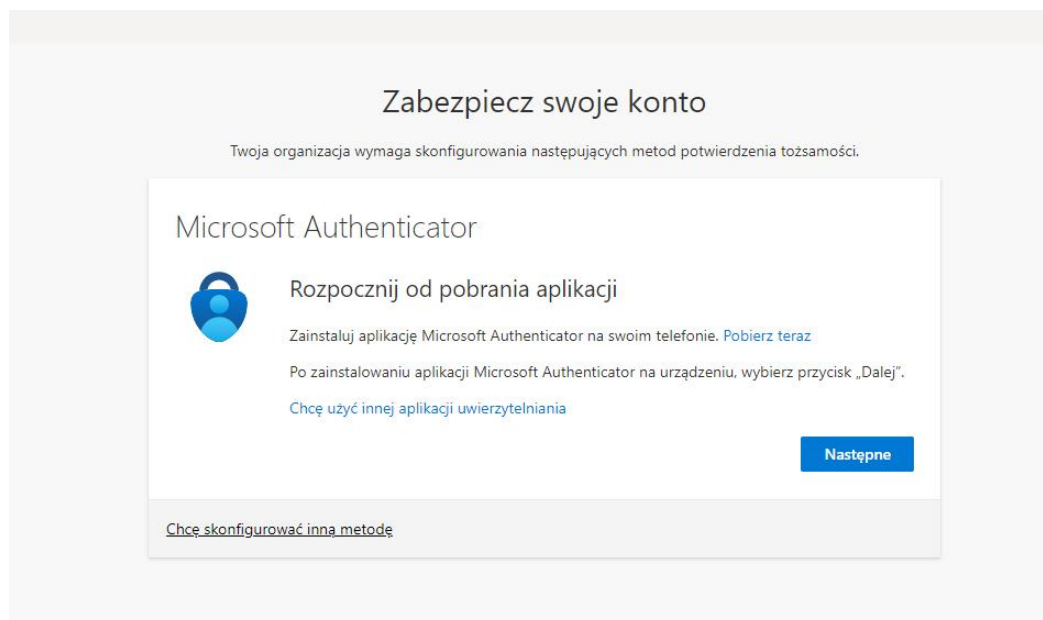 Zabezpiecz swoje konto
Twoja organizacja wymaga skonfigurowania następujących metod potwierdzenia tożsamości.
Microsoft Authenticator
Rozpocznij od pobrania aplikacji
Zainstaluj aplikację Microsoft Authenticator na swoim telefonie. Pobierz teraz
Po zainstalowaniu aplikacji Microsoft Authenticator na urządzeniu, wybierz przycisk „Dalej”.
Chcę użyć innej aplikacji uwierzytelniania
Następne
Chcę skonfigurować inną metodę